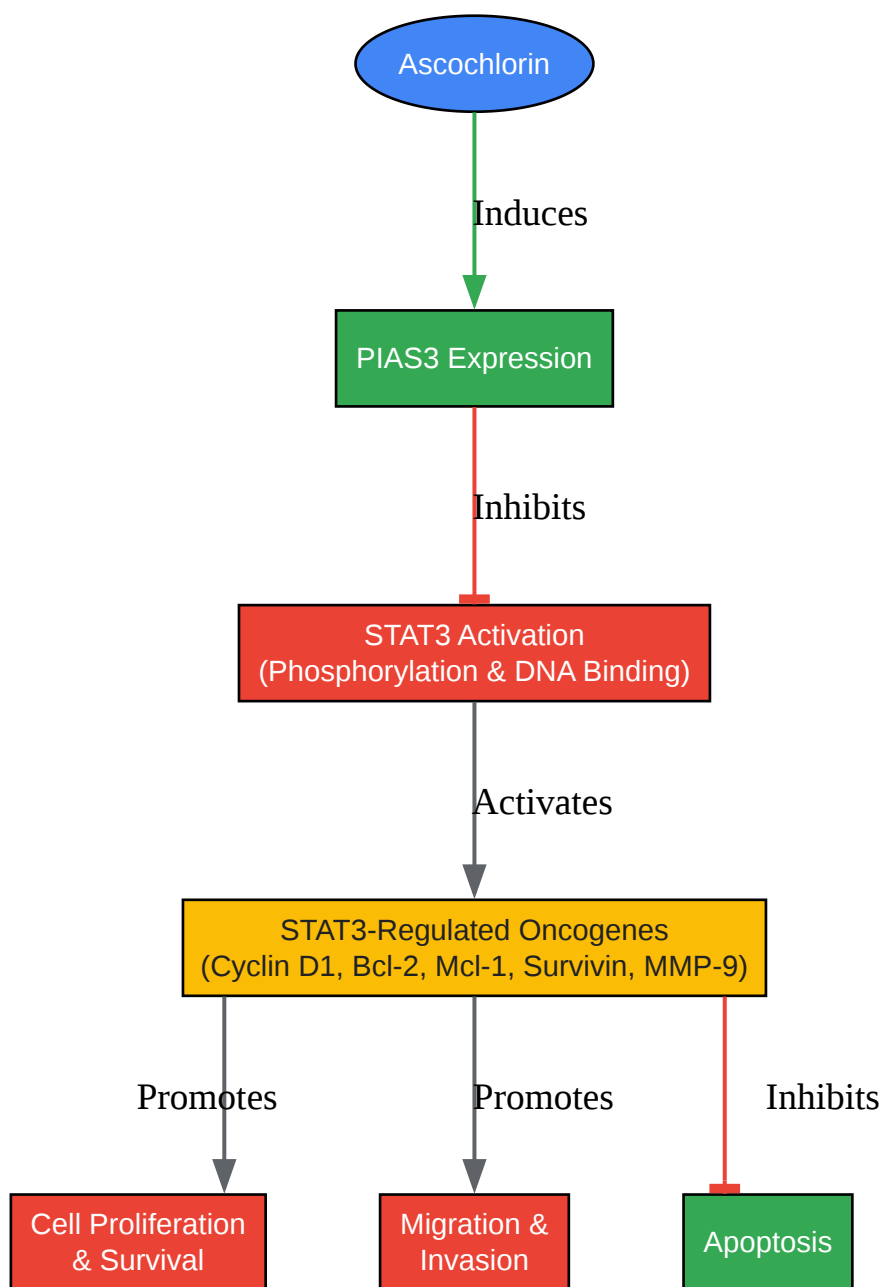 Ascochlorin
Induces
PIAS3 Expression
Inhibits
STAT3 Activation
(Phosphorylation & DNA Binding)
Activates
STAT3-Regulated Oncogenes
(Cyclin D1, Bcl-2, Mcl-1, Survivin, MMP-9)
Promotes
Promotes
Inhibits
Cell Proliferation
& Survival
Migration &
Invasion
Apoptosis